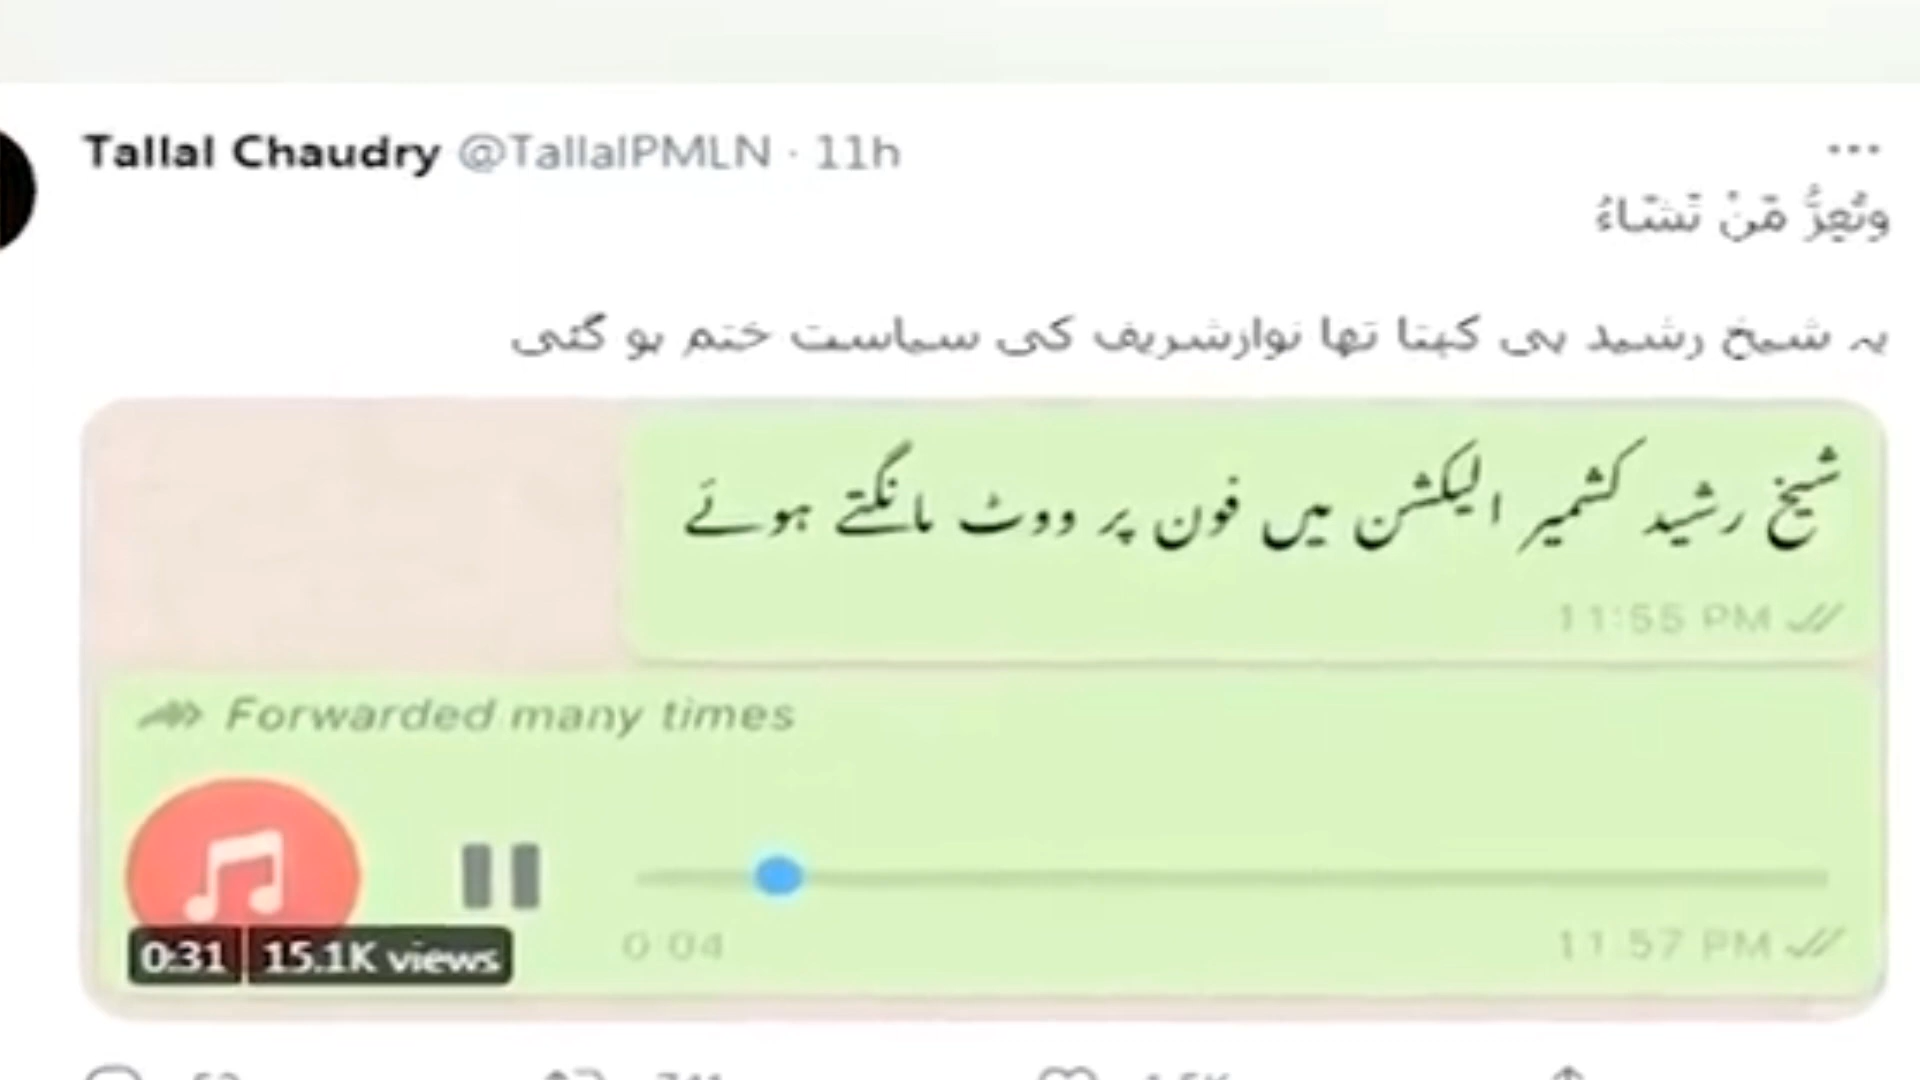 Tallal Chaudry @TallalPMLN · 11h
وَتُعِزُّ مَنْ تَشَاءُ
یہ شیخ رشید ہی کہتا تھا نوازشریف کی سیاست ختم ہو گئی
شیخ رشید کشمیر الیکشن میں فون پر ووٹ مانگتے ہوئے
11:55 PM
Forwarded many times
0:31 15.1K views
0:04
11:57 PM